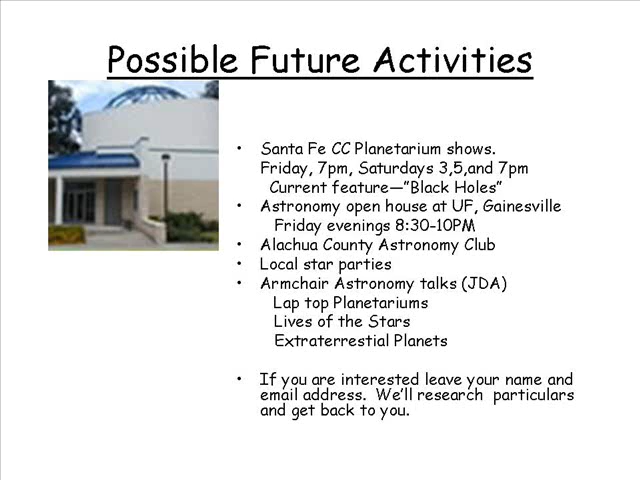 Possible Future Activities
• Santa Fe CC Planetarium shows.
Friday, 7pm, Saturdays 3,5,and 7pm
Current feature—”Black Holes”
• Astronomy open house at UF, Gainesville
Friday evenings 8:30-10PM
• Alachua County Astronomy Club
• Local star parties
• Armchair Astronomy talks (JDA)
Lap top Planetariums
Lives of the Stars
Extraterrestial Planets
• If you are interested leave your name and
email address. We’ll research particulars
and get back to you.